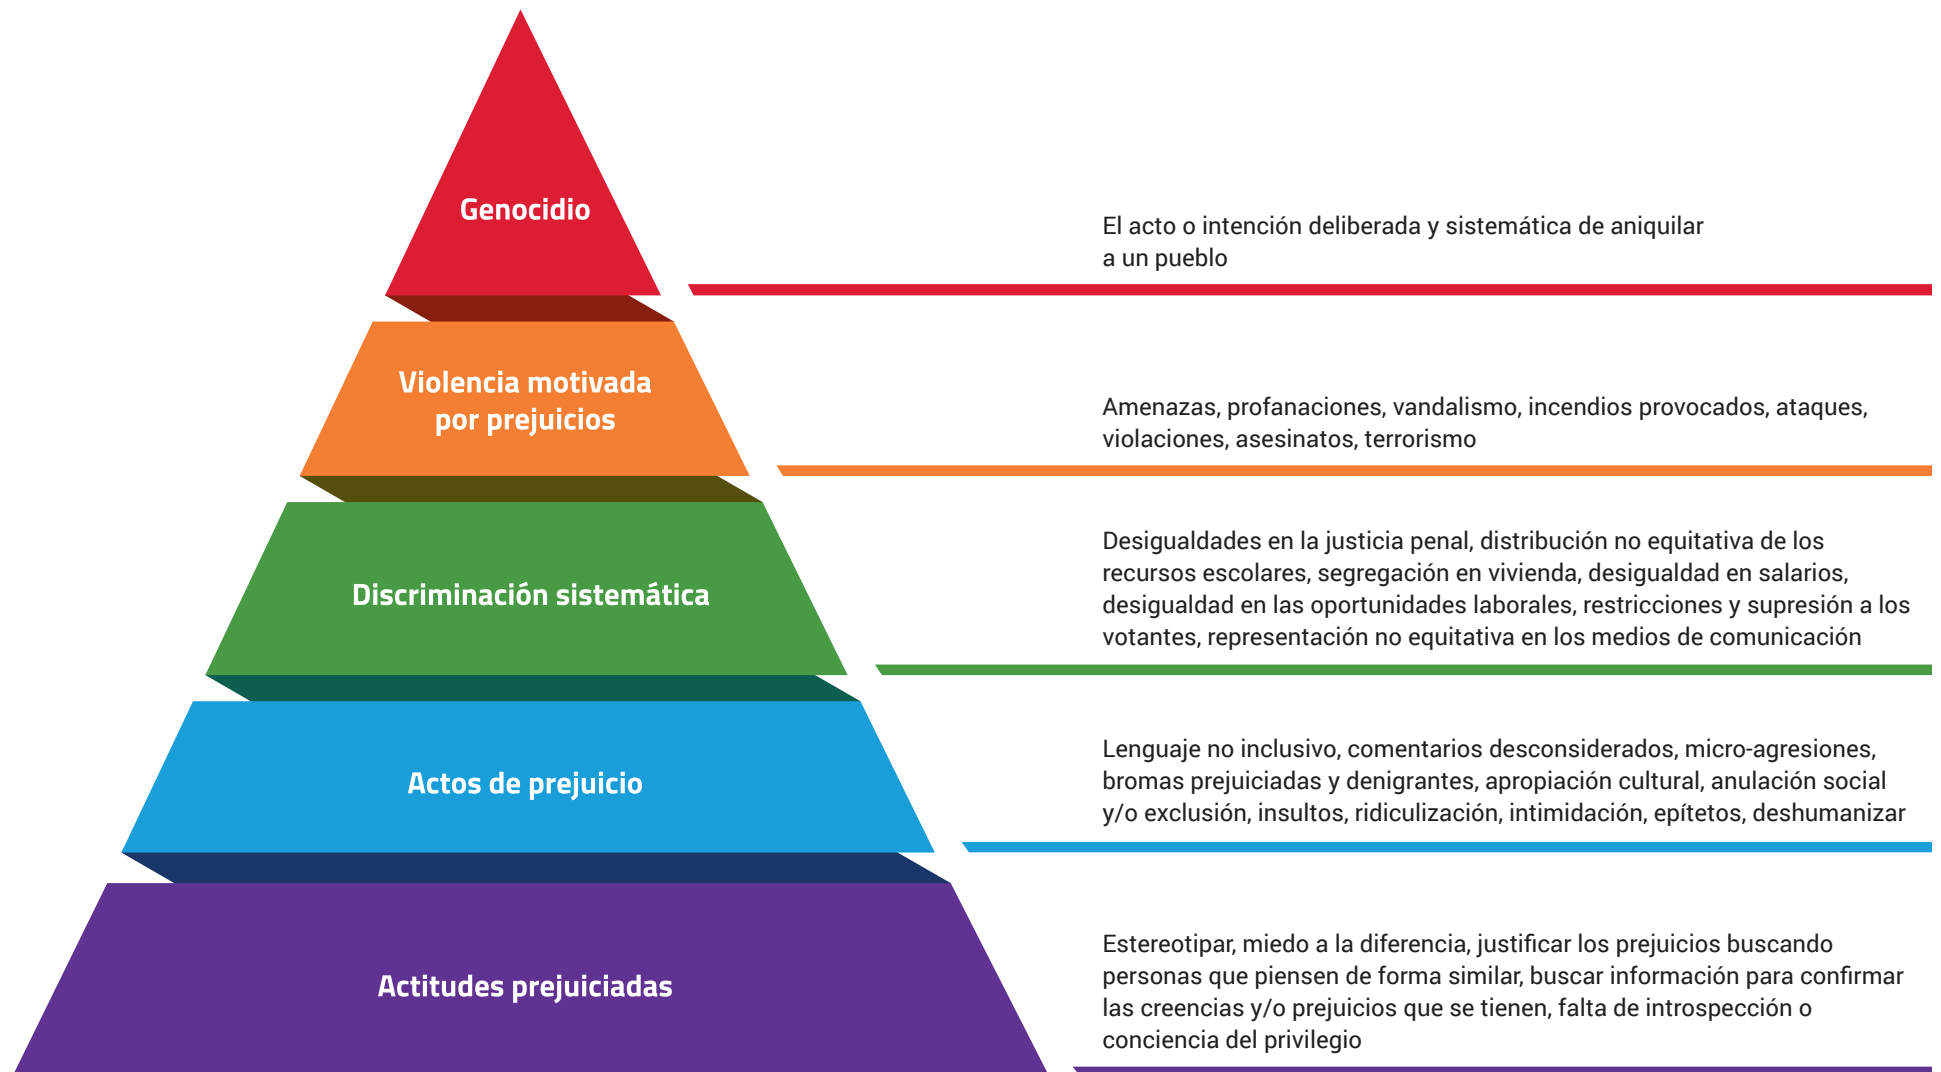 Genocidio
El acto o intención deliberada y sistemática de aniquilar
a un pueblo
Violencia motivada
por prejuicios
Amenazas, profanaciones, vandalismo, incendios provocados, ataques,
violaciones, asesinatos, terrorismo
Discriminación sistemática
Desigualdades en la justicia penal, distribución no equitativa de los
recursos escolares, segregación en vivienda, desigualdad en salarios,
desigualdad en las oportunidades laborales, restricciones y supresión a los
votantes, representación no equitativa en los medios de comunicación
Actos de prejuicio
Lenguaje no inclusivo, comentarios desconsiderados, micro-agresiones,
bromas prejuiciadas y denigrantes, apropiación cultural, anulación social
y/o exclusión, insultos, ridiculización, intimidación, epítetos, deshumanizar
Actitudes prejuiciadas
Estereotipar, miedo a la diferencia, justificar los prejuicios buscando
personas que piensen de forma similar, buscar información para confirmar
las creencias y/o prejuicios que se tienen, falta de introspección o
conciencia del privilegio